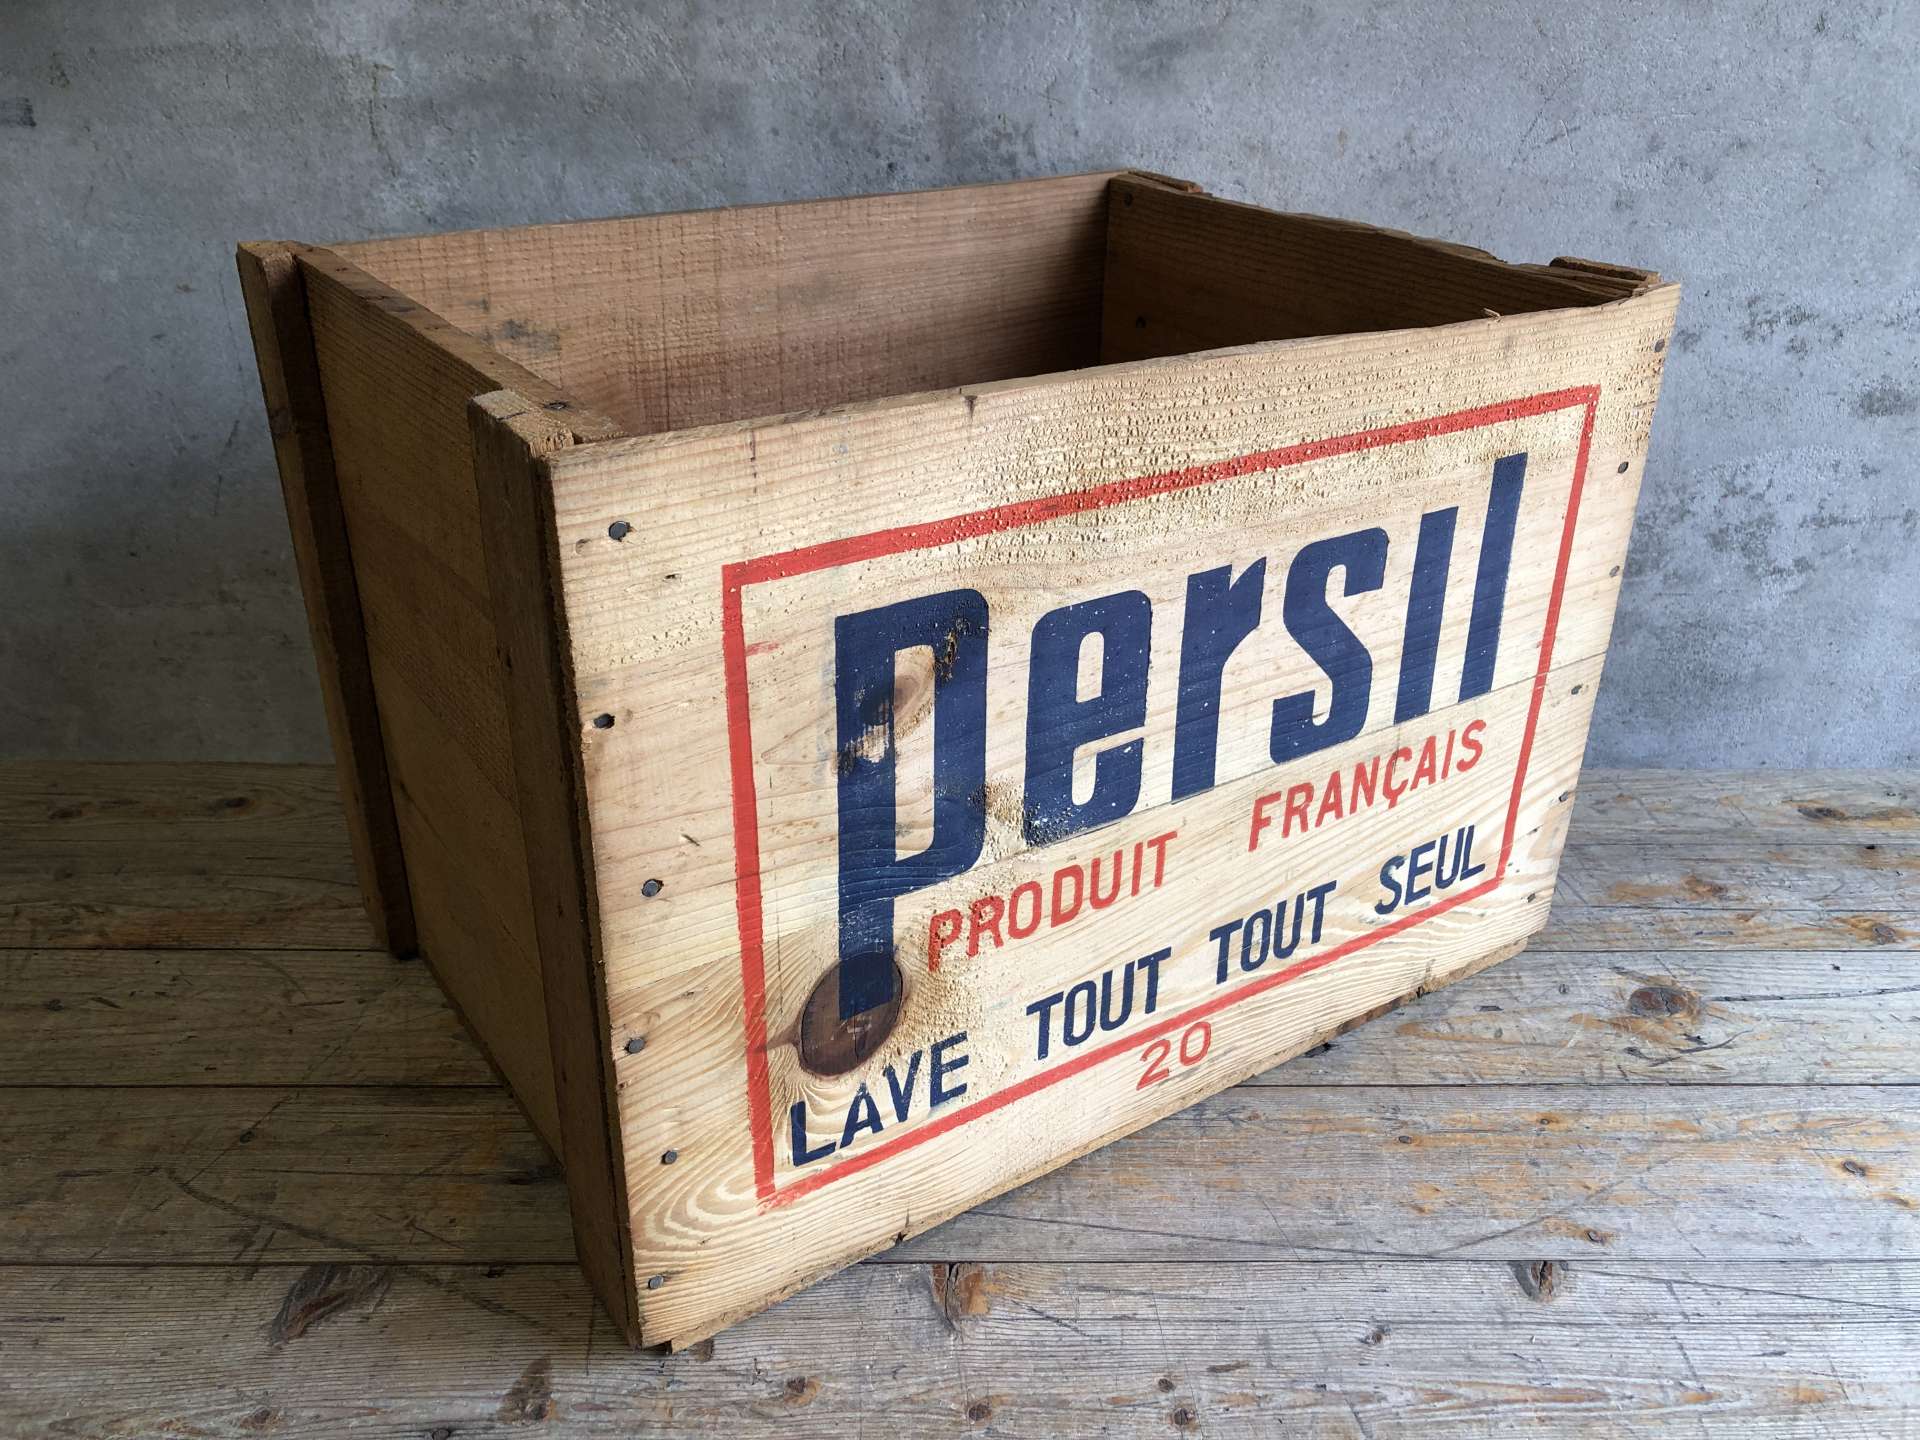 Persil
PRODUIT FRANÇAIS
LAVE TOUT TOUT SEUL
20